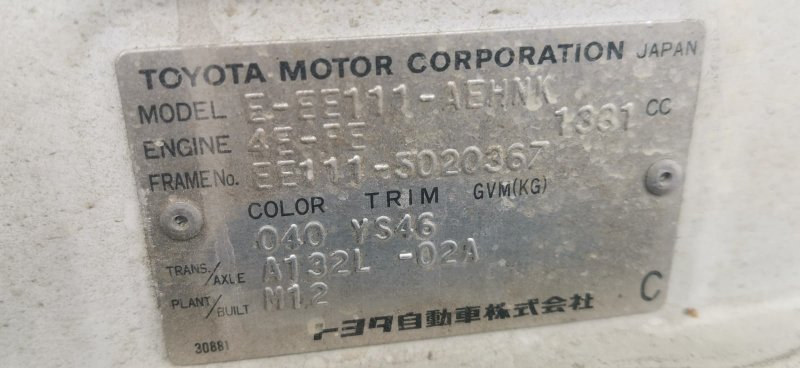 TOYOTA MOTOR CORPORATION JAPAN
MODEL E-EE111-AEHNK
ENGINE 4E-FE 1331 CC
FRAME No. EE111-5020367
COLOR TRIM GVM(KG)
040 YS46
TRANS./AXLE A132L -02A
PLANT/BUILT M12
トヨタ自動車株式会社 C
30881